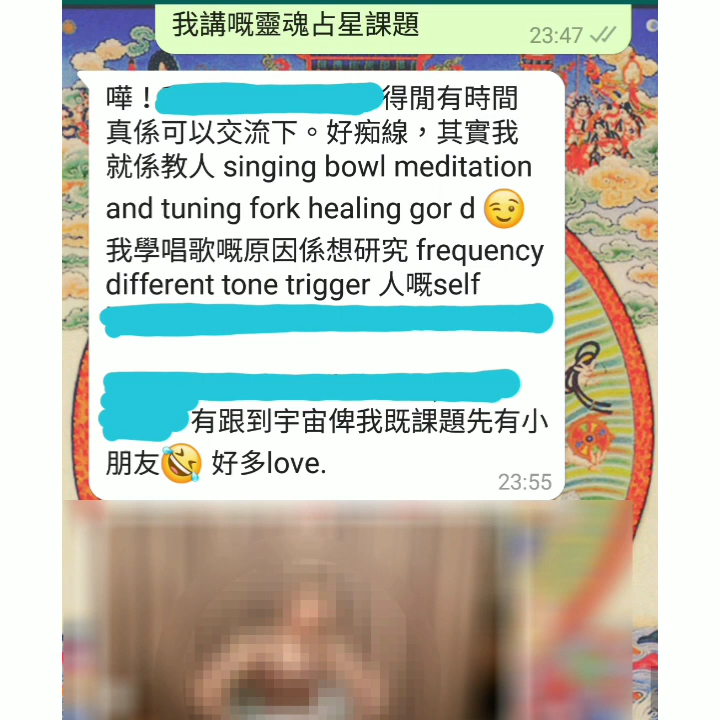 我講嘅靈魂占星課題
23:47
嘩！
得閒有時間
真係可以交流下。好痴線，其實我
就係教人 singing bowl meditation
and tuning fork healing gor d 😉
我學唱歌嘅原因係想研究 frequency
different tone trigger 人嘅self
有跟到宇宙俾我既課題先有小
朋友🤣 好多love.
23:55